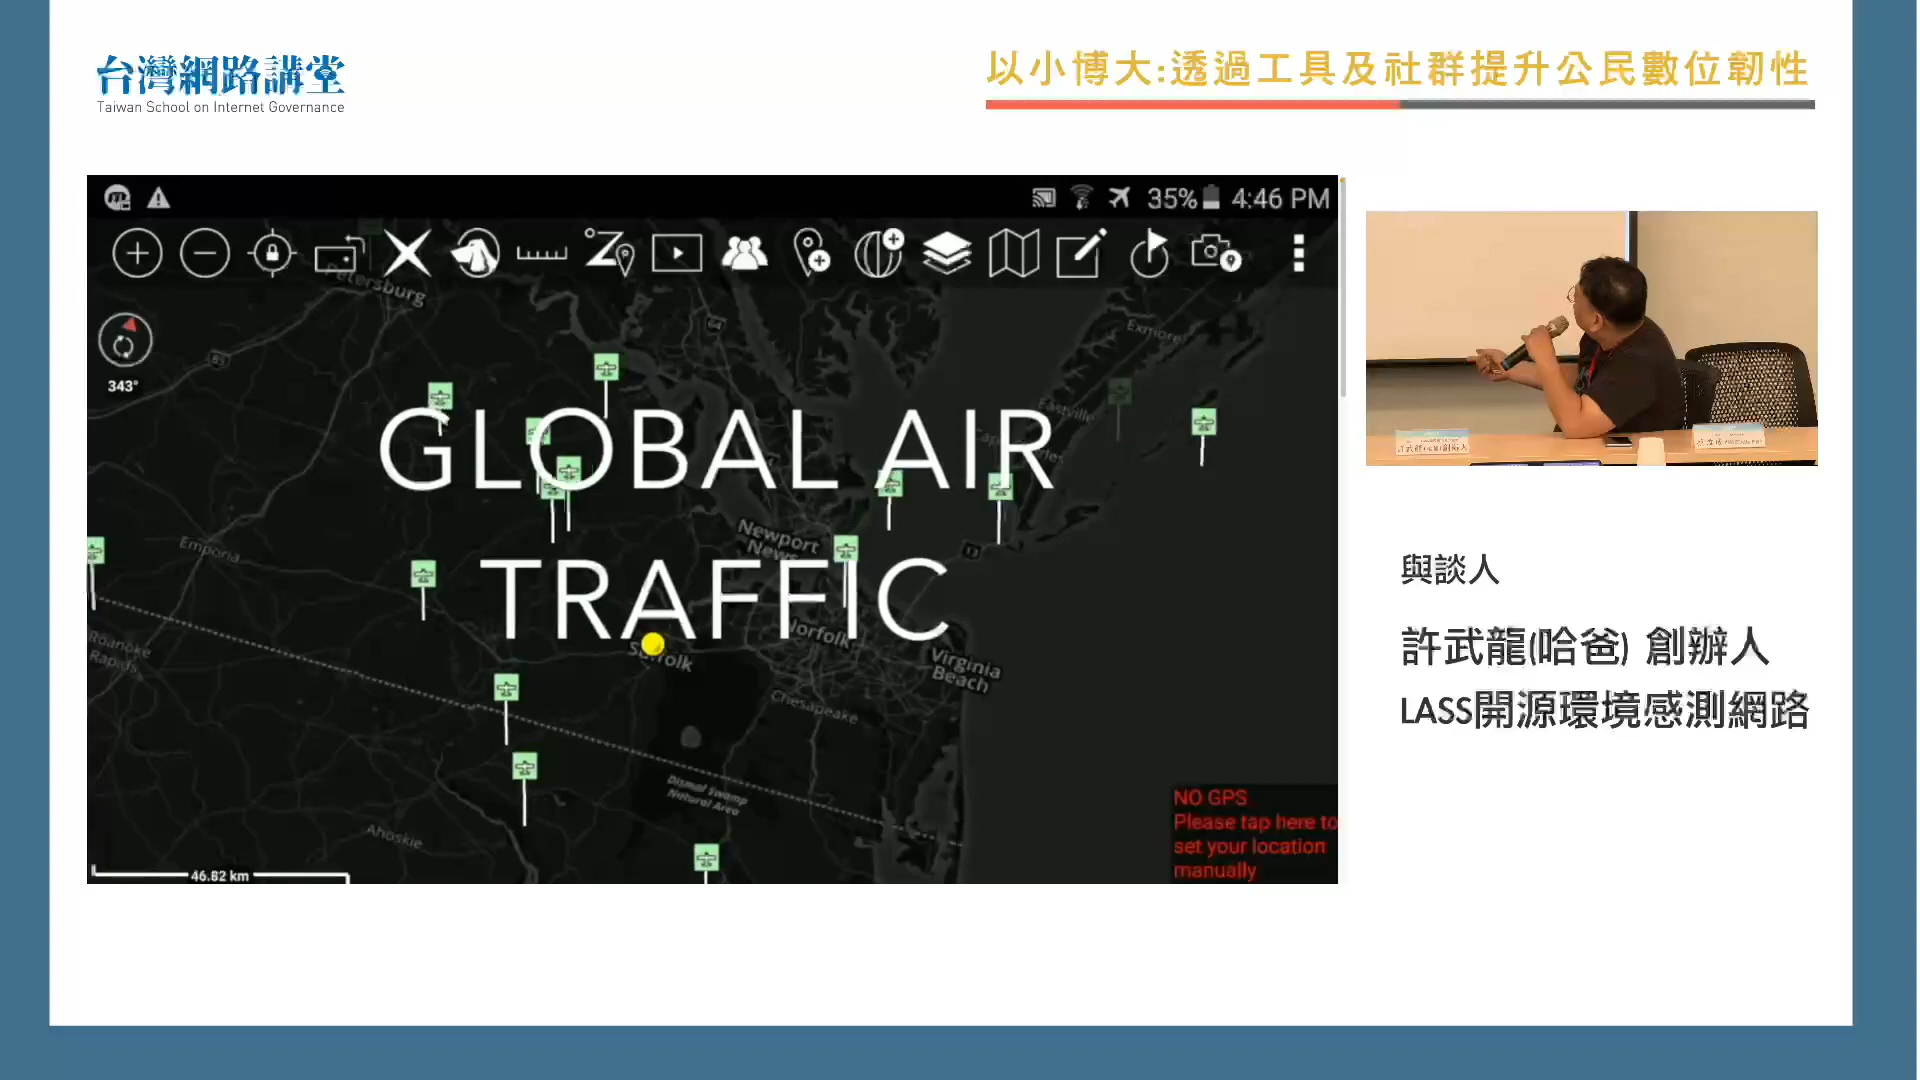 台灣網路講堂
Taiwan School on Internet Governance
以小博大:透過工具及社群提升公民數位韌性
35% 4:46 PM
Petersburg
64
85
Exmore
343°
Eastville
GLOBAL AIR
Newport
News
Emporia
13
TRAFFIC
Norfolk
Roanoke
Rapids
Suffolk
Virginia
Beach
Chesapeake
Dismal Swamp
Natural Area
Ahoskie
46.82 km
NO GPS
Please tap here to
set your location
manually
與談人
許武龍(哈爸) 創辦人
LASS開源環境感測網路